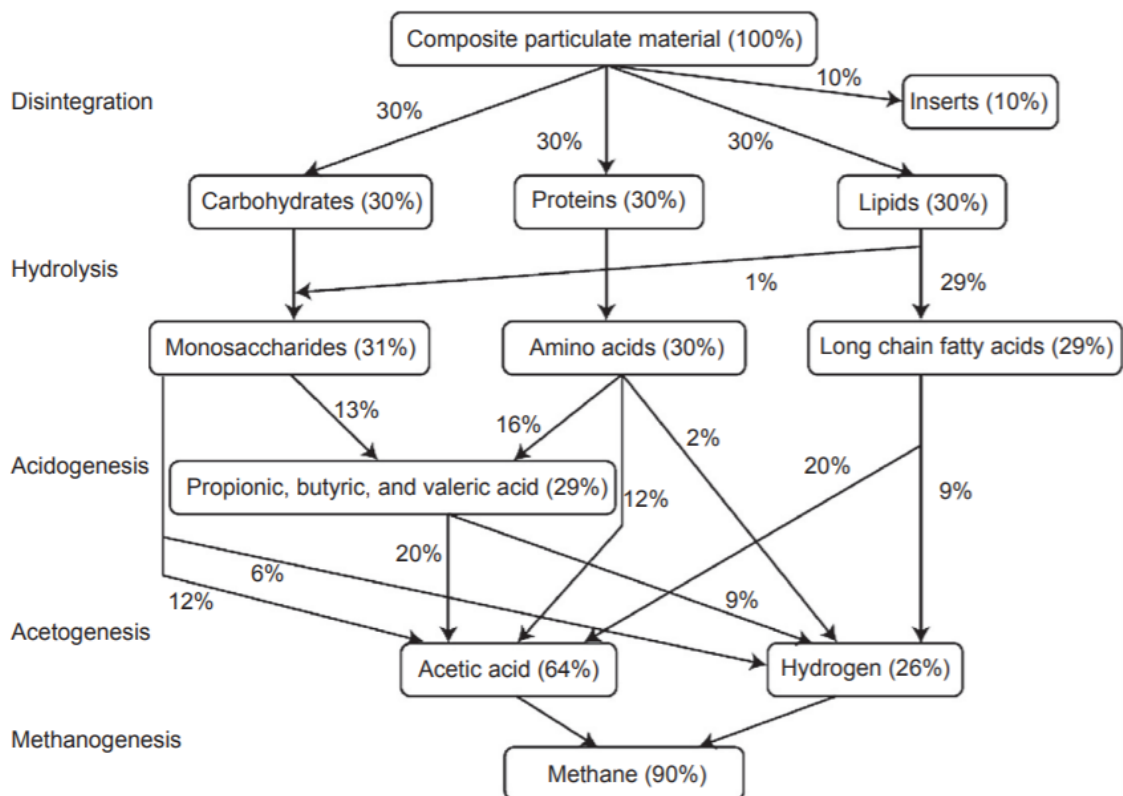 Composite particulate material (100%)
10%
Disintegration
Inserts (10%)
30%
30%
30%
Carbohydrates (30%)
Proteins (30%)
Lipids (30%)
Hydrolysis
1%
29%
Monosaccharides (31%)
Amino acids (30%)
Long chain fatty acids (29%)
13%
16%
2%
Acidogenesis
20%
Propionic, butyric, and valeric acid (29%)
12%
9%
20%
6%
12%
9%
Acetogenesis
Acetic acid (64%)
Hydrogen (26%)
Methanogenesis
Methane (90%)